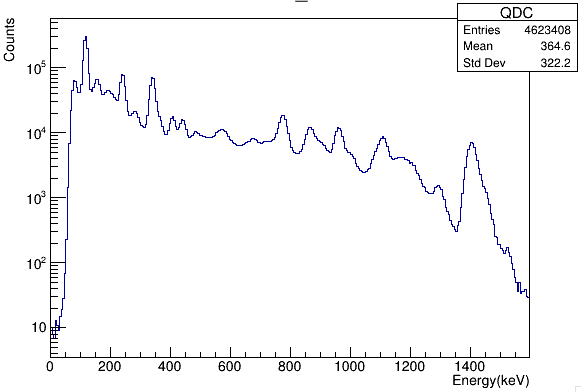 QDC
Entries 4623408
Mean 364.6
Std Dev 322.2
Counts
10^5
10^4
10^3
10^2
10
0 200 400 600 800 1000 1200 1400
Energy(keV)